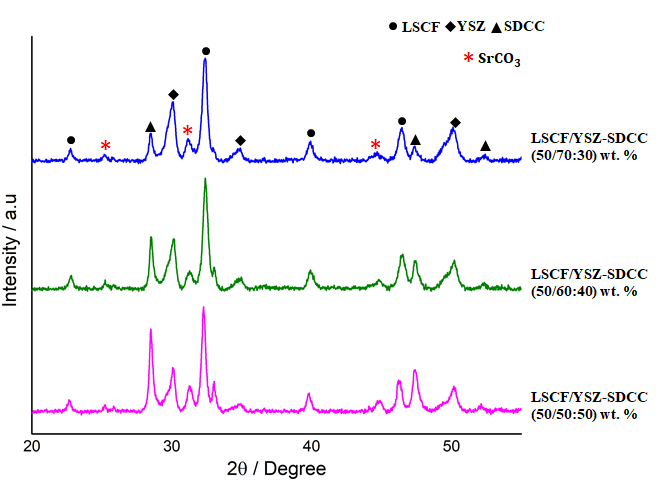 ● LSCF ◆YSZ ▲SDCC
* SrCO₃
LSCF/YSZ-SDCC
(50/70:30) wt. %
LSCF/YSZ-SDCC
(50/60:40) wt. %
LSCF/YSZ-SDCC
(50/50:50) wt. %
Intensity / a.u
20 30 40 50
2θ / Degree